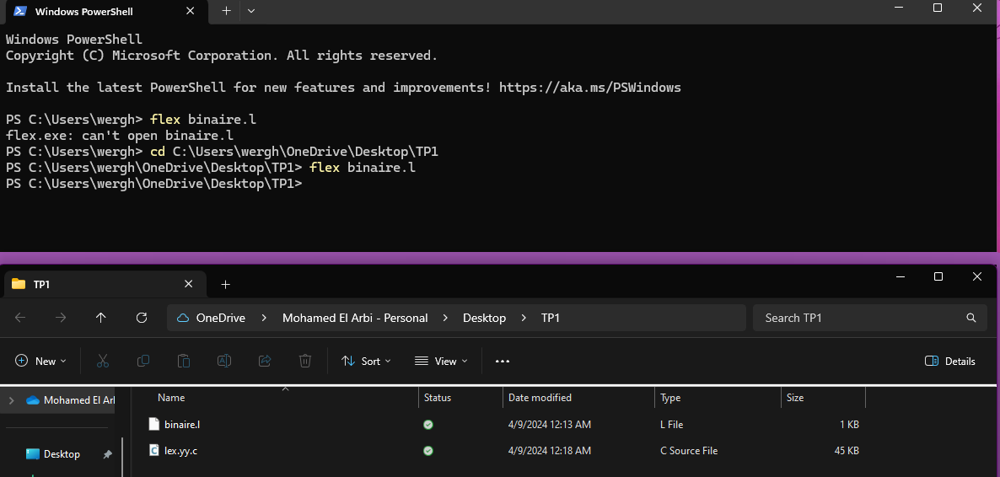 Windows PowerShell
Windows PowerShell
Copyright (C) Microsoft Corporation. All rights reserved.
Install the latest PowerShell for new features and improvements! https://aka.ms/PSWindows
PS C:\Users\wergh> flex binaire.l
flex.exe: can't open binaire.l
PS C:\Users\wergh> cd C:\Users\wergh\OneDrive\Desktop\TP1
PS C:\Users\wergh\OneDrive\Desktop\TP1> flex binaire.l
PS C:\Users\wergh\OneDrive\Desktop\TP1>
TP1
OneDrive > Mohamed El Arbi - Personal > Desktop > TP1 Search TP1
New Sort View ... Details
Mohamed El Ar Name Status Date modified Type Size
binaire.l 4/9/2024 12:13 AM L File 1 KB
Desktop lex.yy.c 4/9/2024 12:18 AM C Source File 45 KB